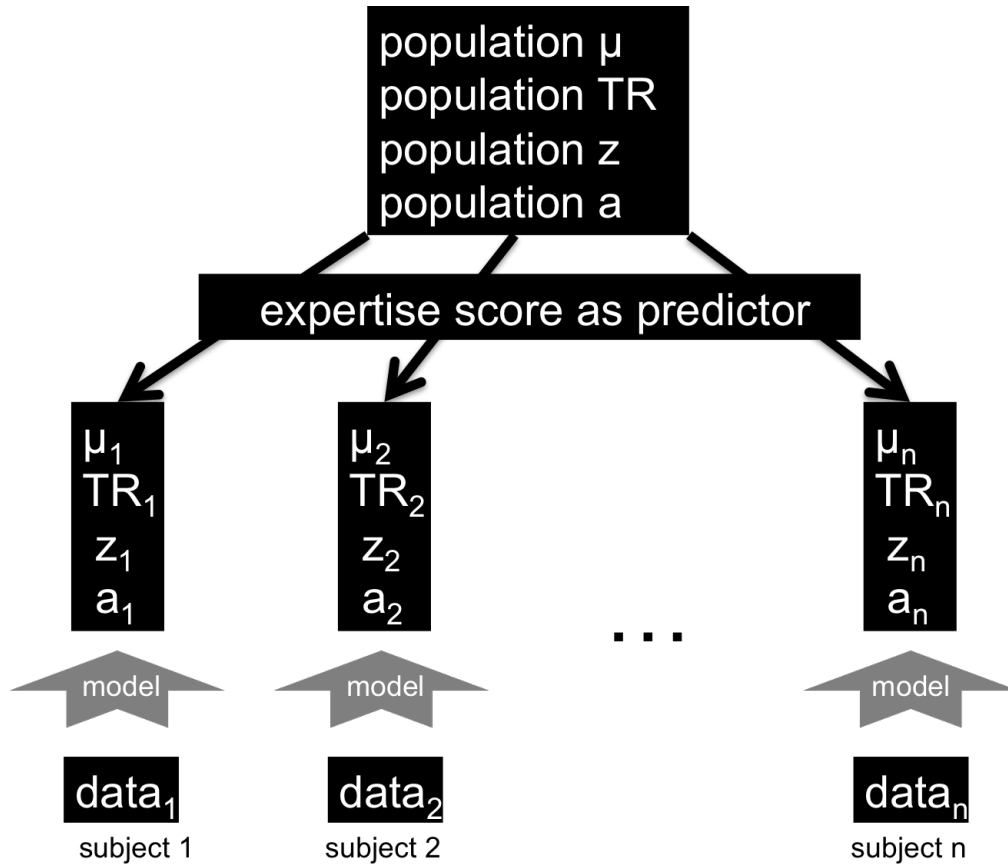 population μ
population TR
population z
population a
expertise score as predictor
μ₁
TR₁
z₁
a₁
μ₂
TR₂
z₂
a₂
...
μₙ
TRₙ
zₙ
aₙ
model
model
model
data₁
data₂
dataₙ
subject 1
subject 2
subject n